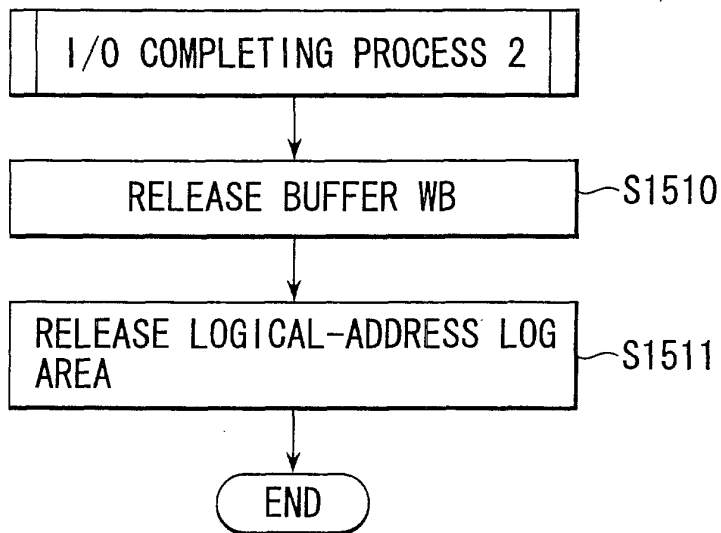 I/O COMPLETING PROCESS 2
RELEASE BUFFER WB
S1510
RELEASE LOGICAL-ADDRESS LOG
AREA
S1511
END